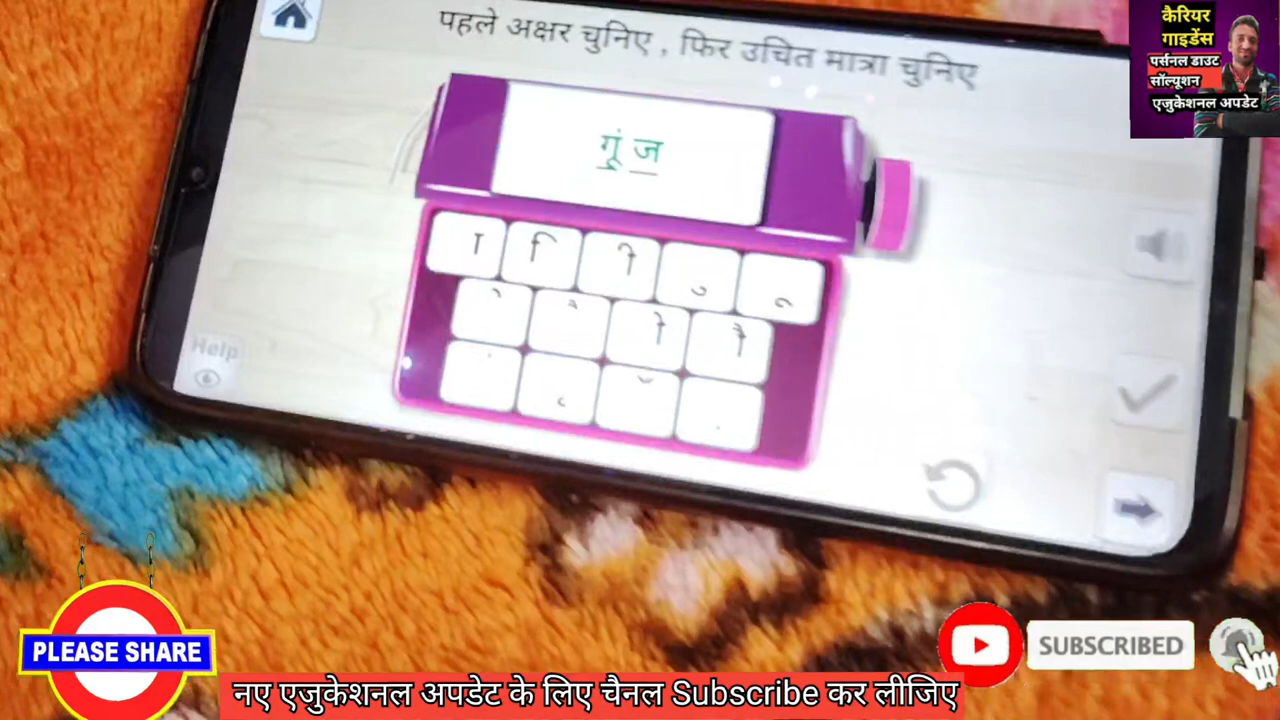 पहले अक्षर चुनिए , फिर उचित मात्रा चुनिए
गूं ज
ा ि ी ु ू
े ै ो ौ
ं ृ ॅ ़
Help
कैरियर
गाइडेंस
पर्सनल डाउट
सॉल्यूशन
एजुकेशनल अपडेट
PLEASE SHARE
SUBSCRIBED
नए एजुकेशनल अपडेट के लिए चैनल Subscribe कर लीजिए